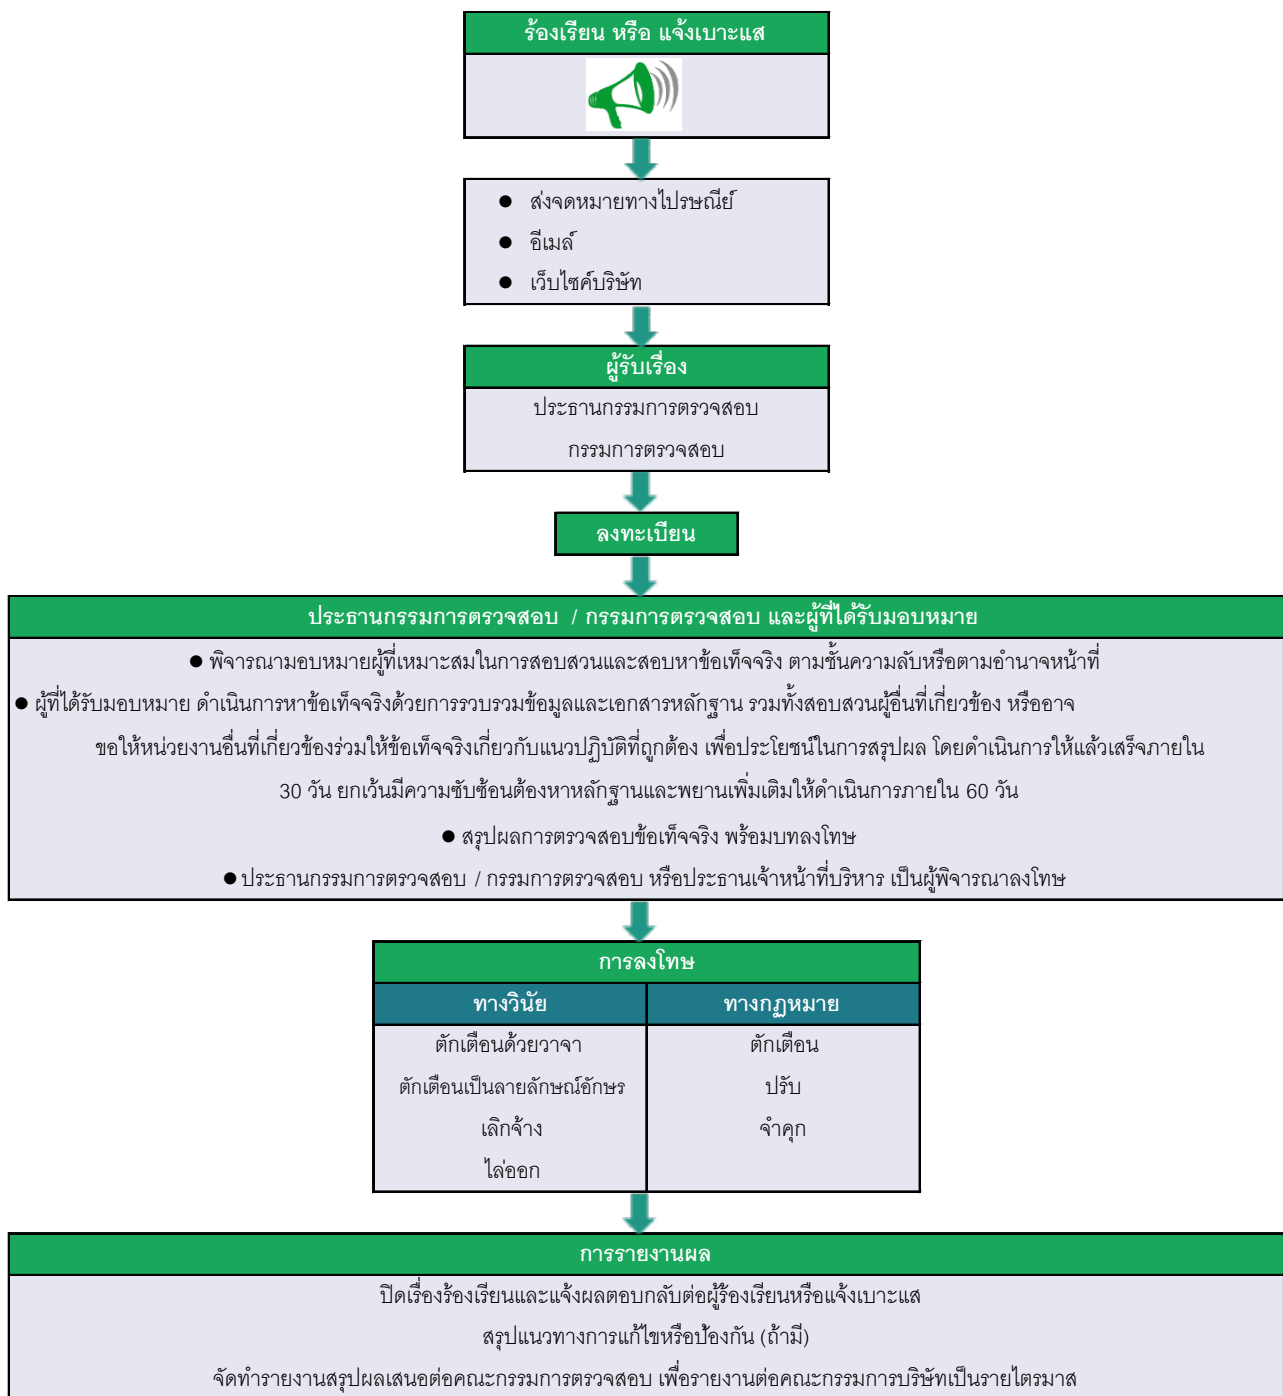 ร้องเรียน หรือ แจ้งเบาะแส
● ส่งจดหมายทางไปรษณีย์
● อีเมล์
● เว็บไซค์บริษัท
ผู้รับเรื่อง
ประธานกรรมการตรวจสอบ
กรรมการตรวจสอบ
ลงทะเบียน
ประธานกรรมการตรวจสอบ / กรรมการตรวจสอบ และผู้ที่ได้รับมอบหมาย
● พิจารณามอบหมายผู้ที่เหมาะสมในการสอบสวนและสอบหาข้อเท็จจริง ตามชั้นความลับหรือตามอำนาจหน้าที่
● ผู้ที่ได้รับมอบหมาย ดำเนินการหาข้อเท็จจริงด้วยการรวบรวมข้อมูลและเอกสารหลักฐาน รวมทั้งสอบสวนผู้อื่นที่เกี่ยวข้อง หรืออาจ
ขอให้หน่วยงานอื่นที่เกี่ยวข้องร่วมให้ข้อเท็จจริงเกี่ยวกับแนวปฏิบัติที่ถูกต้อง เพื่อประโยชน์ในการสรุปผล โดยดำเนินการให้แล้วเสร็จภายใน
30 วัน ยกเว้นมีความซับซ้อนต้องหาหลักฐานและพยานเพิ่มเติมให้ดำเนินการภายใน 60 วัน
● สรุปผลการตรวจสอบข้อเท็จจริง พร้อมบทลงโทษ
● ประธานกรรมการตรวจสอบ / กรรมการตรวจสอบ หรือประธานเจ้าหน้าที่บริหาร เป็นผู้พิจารณาลงโทษ
การลงโทษ
ทางวินัย ทางกฏหมาย
ตักเตือนด้วยวาจา ตักเตือน
ตักเตือนเป็นลายลักษณ์อักษร ปรับ
เลิกจ้าง จำคุก
ไล่ออก
การรายงานผล
ปิดเรื่องร้องเรียนและแจ้งผลตอบกลับต่อผู้ร้องเรียนหรือแจ้งเบาะแส
สรุปแนวทางการแก้ไขหรือป้องกัน (ถ้ามี)
จัดทำรายงานสรุปผลเสนอต่อคณะกรรมการตรวจสอบ เพื่อรายงานต่อคณะกรรมการบริษัทเป็นรายไตรมาส